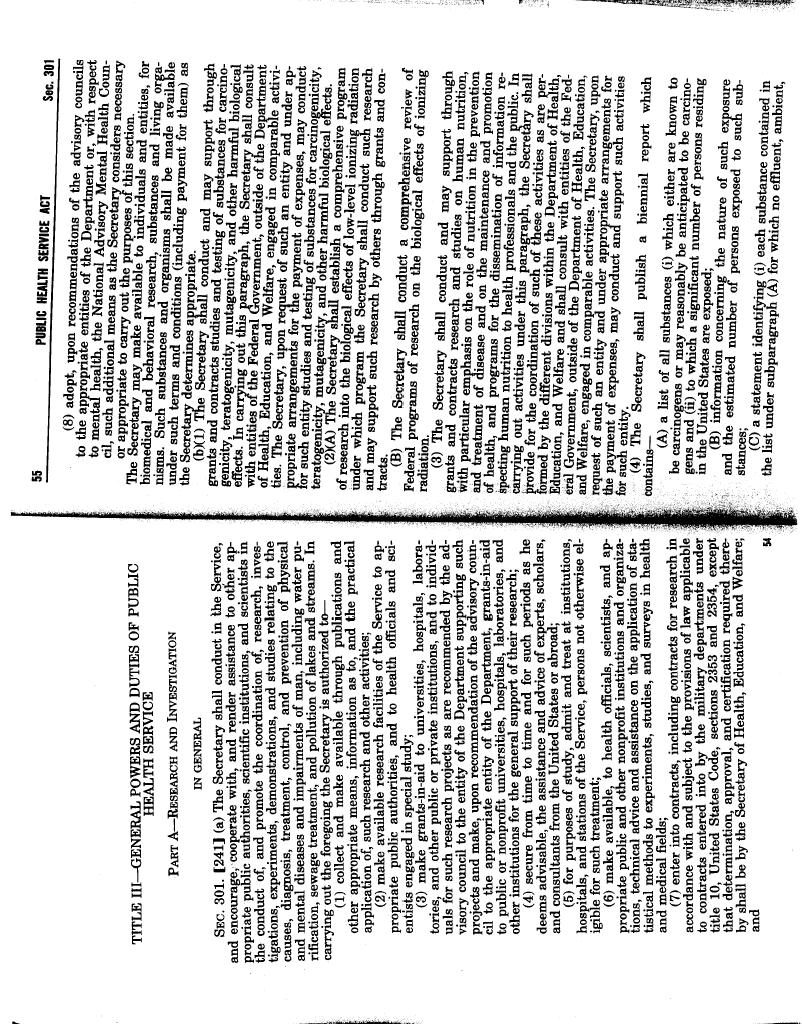 TITLE III—GENERAL POWERS AND DUTIES OF PUBLIC
HEALTH SERVICE
PART A—RESEARCH AND INVESTIGATION
IN GENERAL
SEC. 301. [241] (a) The Secretary shall conduct in the Service,
and encourage, cooperate with, and render assistance to other ap-
propriate public authorities, scientific institutions, and scientists in
the conduct of, and promote the coordination of, research, inves-
tigations, experiments, demonstrations, and studies relating to the
causes, diagnosis, treatment, control, and prevention of physical
and mental diseases and impairments of man, including water pu-
rification, sewage treatment, and pollution of lakes and streams. In
carrying out the foregoing the Secretary is authorized to—
(1) collect and make available through publications and
other appropriate means, information as to, and the practical
application of, such research and other activities;
(2) make available research facilities of the Service to ap-
propriate public authorities, and to health officials and sci-
entists engaged in special study;
(3) make grants-in-aid to universities, hospitals, labora-
tories, and other public or private institutions, and to individ-
uals for such research projects as are recommended by the ad-
visory council to the entity of the Department supporting such
projects and make, upon recommendation of the advisory coun-
cil to the appropriate entity of the Department, grants-in-aid
to public or nonprofit universities, hospitals, laboratories, and
other institutions for the general support of their research;
(4) secure from time to time and for such periods as he
deems advisable, the assistance and advice of experts, scholars,
and consultants from the United States or abroad;
(5) for purposes of study, admit and treat at institutions,
hospitals, and stations of the Service, persons not otherwise el-
igible for such treatment;
(6) make available, to health officials, scientists, and ap-
propriate public and other nonprofit institutions and organiza-
tions, technical advice and assistance on the application of sta-
tistical methods to experiments, studies, and surveys in health
and medical fields;
(7) enter into contracts, including contracts for research in
accordance with and subject to the provisions of law applicable
to contracts entered into by the military departments under
title 10, United States Code, sections 2353 and 2354, except
that determination, approval, and certification required there-
by shall be by the Secretary of Health, Education, and Welfare;
and
54
55 PUBLIC HEALTH SERVICE ACT Sec. 301
(8) adopt, upon recommendations of the advisory councils
to the appropriate entities of the Department or, with respect
to mental health, the National Advisory Mental Health Coun-
cil, such additional means as the Secretary considers necessary
or appropriate to carry out the purposes of this section.
The Secretary may make available to individuals and entities, for
biomedical and behavioral research, substances and living orga-
nisms. Such substances and organisms shall be made available
under such terms and conditions (including payment for them) as
the Secretary determines appropriate.
(b)(1) The Secretary shall conduct and may support through
grants and contracts studies and testing of substances for carcino-
genicity, teratogenicity, mutagenicity, and other harmful biological
effects. In carrying out this paragraph, the Secretary shall consult
with entities of the Federal Government, outside of the Department
of Health, Education, and Welfare, engaged in comparable activi-
ties. The Secretary, upon request of such an entity and under ap-
propriate arrangements for the payment of expenses, may conduct
for such entity studies and testing of substances for carcinogenicity,
teratogenicity, mutagenicity, and other harmful biological effects.
(2)(A) The Secretary shall establish a comprehensive program
of research into the biological effects of low-level ionizing radiation
under which program the Secretary shall conduct such research
and may support such research by others through grants and con-
tracts.
(B) The Secretary shall conduct a comprehensive review of
Federal programs of research on the biological effects of ionizing
radiation.
(3) The Secretary shall conduct and may support through
grants and contracts research and studies on human nutrition,
with particular emphasis on the role of nutrition in the prevention
and treatment of disease and on the maintenance and promotion
of health, and programs for the dissemination of information re-
specting human nutrition to health professionals and the public. In
carrying out activities under this paragraph, the Secretary shall
provide for the coordination of such of these activities as are per-
formed by the different divisions within the Department of Health,
Education, and Welfare and shall consult with entities of the Fed-
eral Government, outside of the Department of Health, Education,
and Welfare, engaged in comparable activities. The Secretary, upon
request of such an entity and under appropriate arrangements for
the payment of expenses, may conduct and support such activities
for such entity.
(4) The Secretary shall publish a biennial report which
contains—
(A) a list of all substances (i) which either are known to
be carcinogens or may reasonably be anticipated to be carcino-
gens and (ii) to which a significant number of persons residing
in the United States are exposed;
(B) information concerning the nature of such exposure
and the estimated number of persons exposed to such sub-
stances;
(C) a statement identifying (i) each substance contained in
the list under subparagraph (A) for which no effluent, ambient,